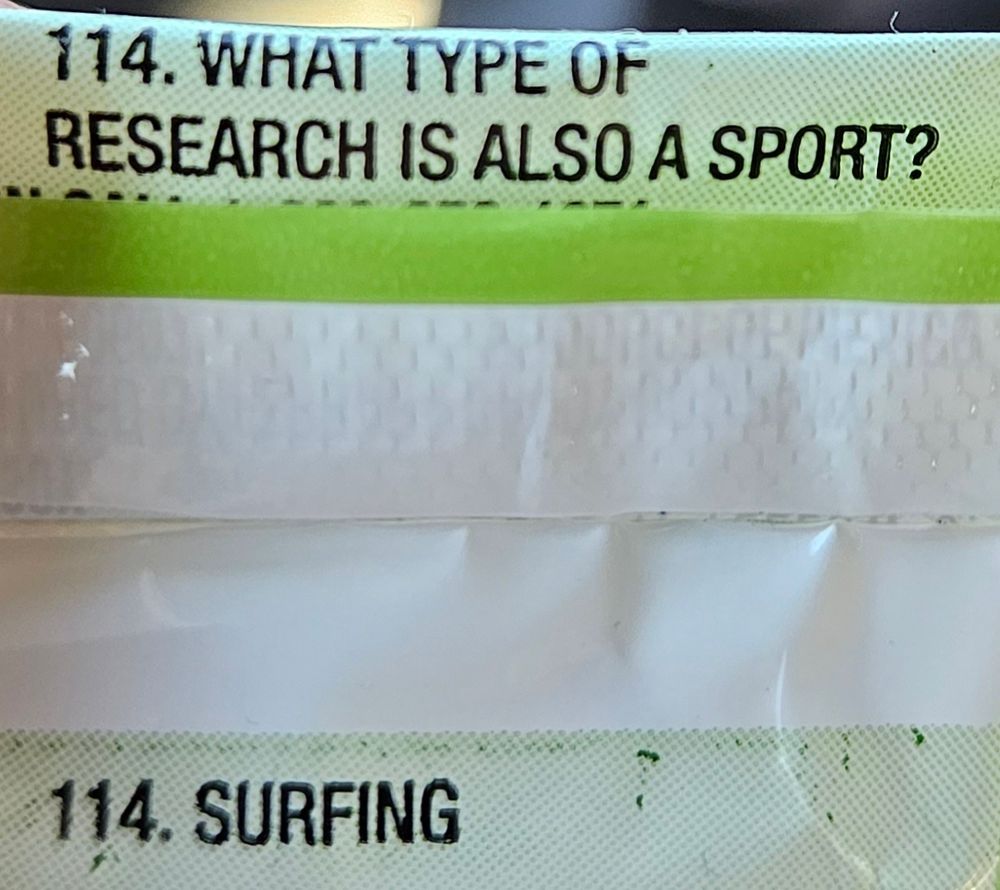 114. WHAT TYPE OF
RESEARCH IS ALSO A SPORT?
114. SURFING